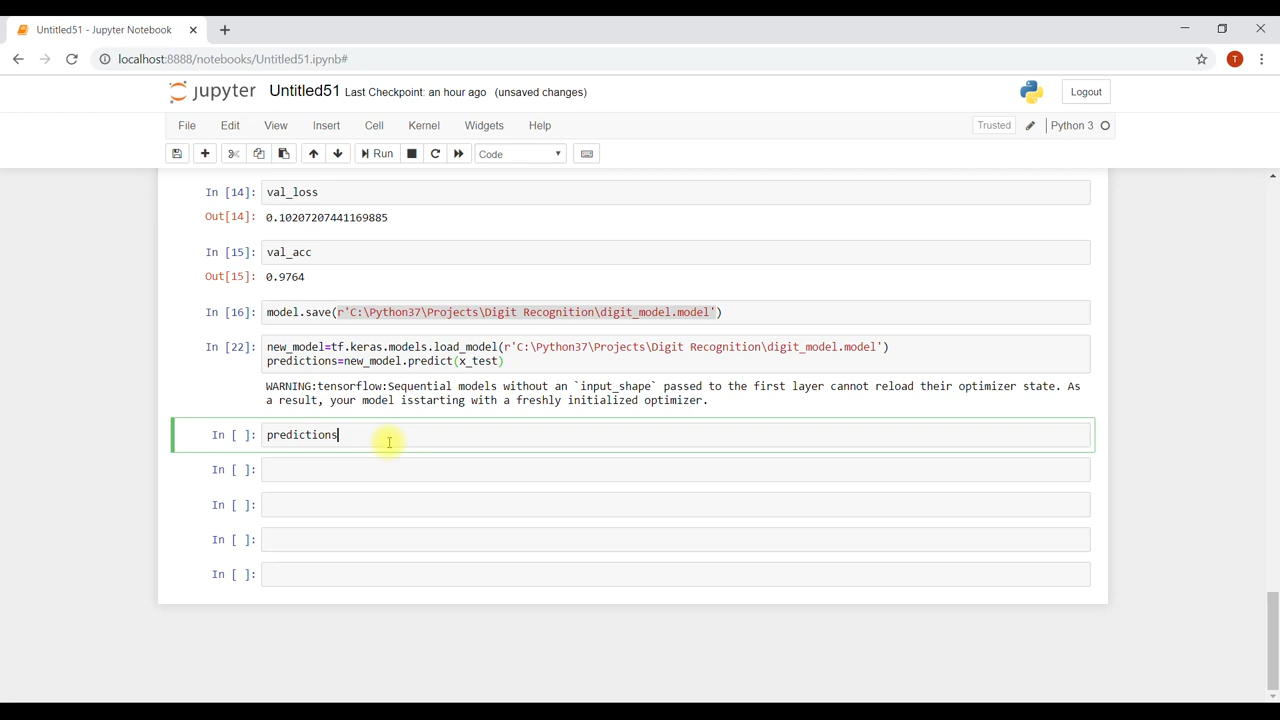 Untitled51 - Jupyter Notebook
localhost:8888/notebooks/Untitled51.ipynb#
T
jupyter Untitled51 Last Checkpoint: an hour ago (unsaved changes)
Logout
File Edit View Insert Cell Kernel Widgets Help
Trusted Python 3
Run Code
In [14]: val_loss
Out[14]: 0.10207207441169885
In [15]: val_acc
Out[15]: 0.9764
In [16]: model.save(r'C:\Python37\Projects\Digit Recognition\digit_model.model')
In [22]: new_model=tf.keras.models.load_model(r'C:\Python37\Projects\Digit Recognition\digit_model.model')
predictions=new_model.predict(x_test)
WARNING:tensorflow:Sequential models without an `input_shape` passed to the first layer cannot reload their optimizer state. As
a result, your model isstarting with a freshly initialized optimizer.
In [ ]: predictions
In [ ]:
In [ ]:
In [ ]:
In [ ]: